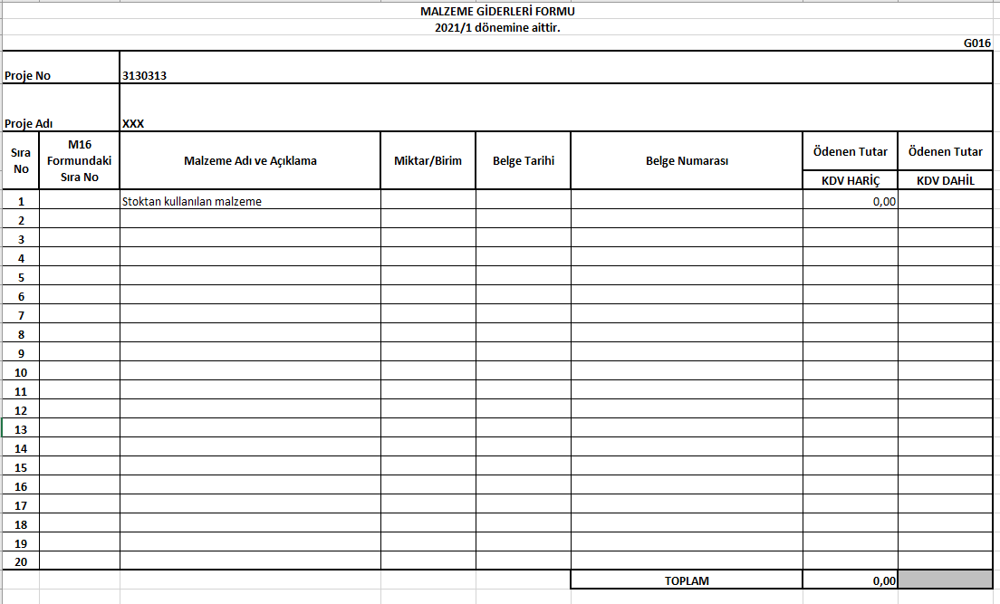 MALZEME GİDERLERİ FORMU
2021/1 dönemine aittir.
G016
Proje No 3130313
Proje Adı XXX
Sıra No M16 Formundaki Sıra No Malzeme Adı ve Açıklama Miktar/Birim Belge Tarihi Belge Numarası Ödenen Tutar Ödenen Tutar
KDV HARİÇ KDV DAHİL
1 Stoktan kullanılan malzeme 0,00
2
3
4
5
6
7
8
9
10
11
12
13
14
15
16
17
18
19
20
TOPLAM 0,00